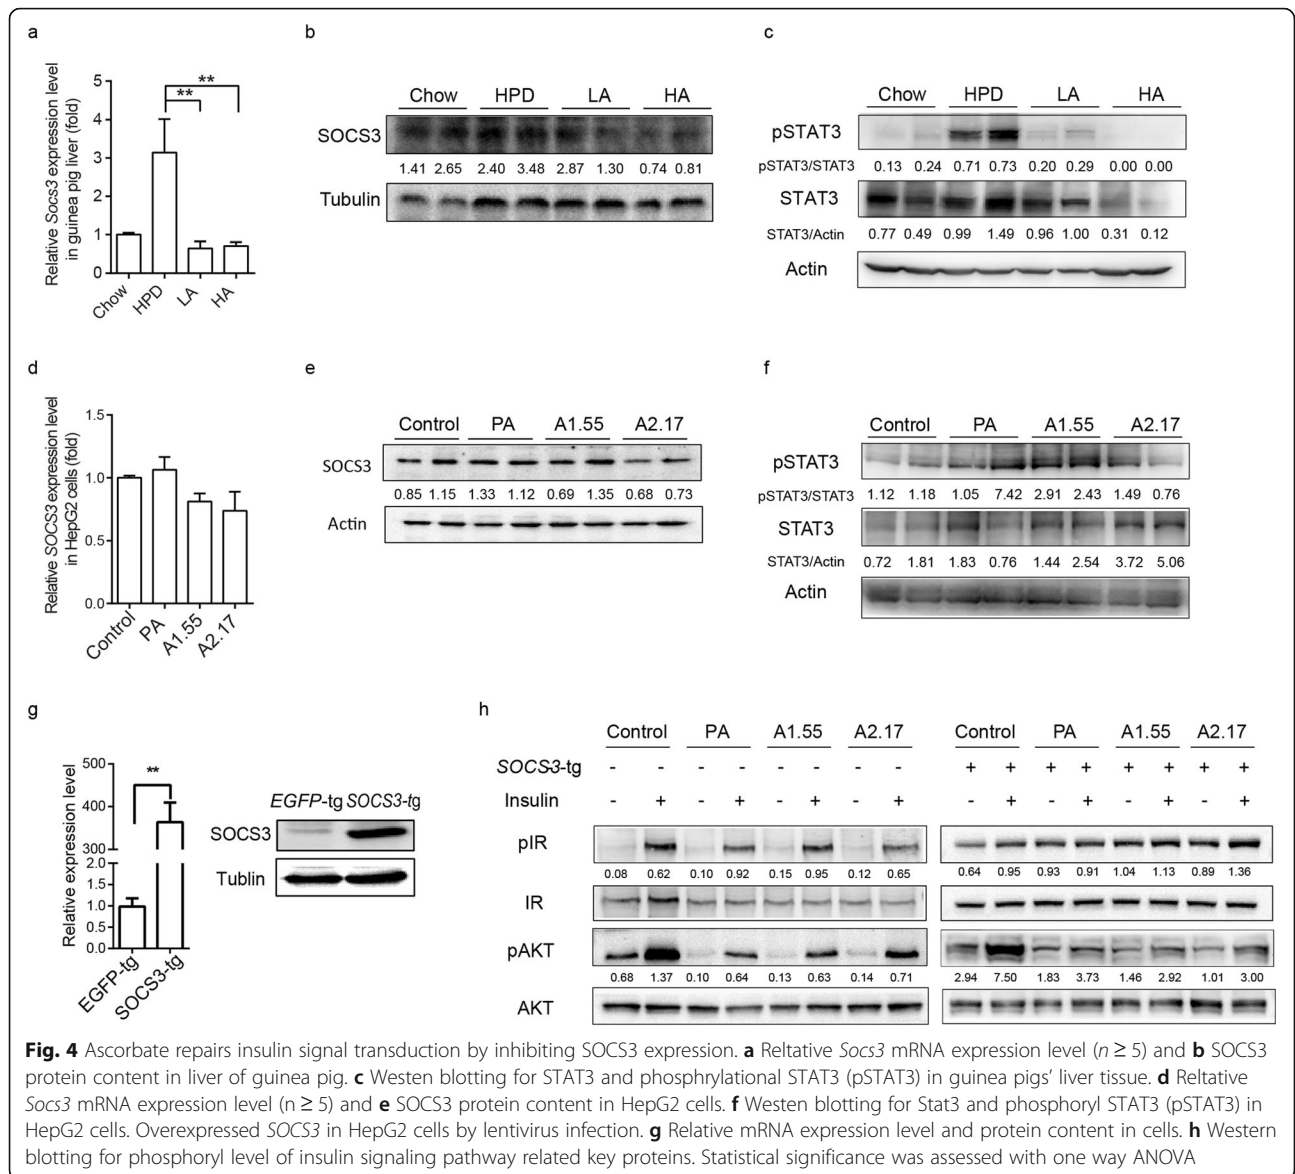 a
Relative Socs3 expression level
in guinea pig liver (fold)
5
4
3
2
1
0
**
**
Chow HPD LA HA
b
Chow HPD LA HA
SOCS3
1.41 2.65 2.40 3.48 2.87 1.30 0.74 0.81
Tubulin
c
Chow HPD LA HA
pSTAT3
pSTAT3/STAT3 0.13 0.24 0.71 0.73 0.20 0.29 0.00 0.00
STAT3
STAT3/Actin 0.77 0.49 0.99 1.49 0.96 1.00 0.31 0.12
Actin
d
Relative SOCS3 expression level
in HepG2 cells (fold)
1.5
1.0
0.5
0.0
Control PA A1.55 A2.17
e
Control PA A1.55 A2.17
SOCS3
0.85 1.15 1.33 1.12 0.69 1.35 0.68 0.73
Actin
f
Control PA A1.55 A2.17
pSTAT3
pSTAT3/STAT3 1.12 1.18 1.05 7.42 2.91 2.43 1.49 0.76
STAT3
STAT3/Actin 0.72 1.81 1.83 0.76 1.44 2.54 3.72 5.06
Actin
g
Relative expression level
500
400
300
2.0
1.5
1.0
0.5
0.0
**
EGFP-tg SOCS3-tg
EGFP-tg SOCS3-tg
SOCS3
Tublin
h
Control PA A1.55 A2.17 Control PA A1.55 A2.17
SOCS3-tg - - - - - - - - + + + + + + + +
Insulin - + - + - + - + - + - + - + - +
pIR
0.08 0.62 0.10 0.92 0.15 0.95 0.12 0.65 0.64 0.95 0.93 0.91 1.04 1.13 0.89 1.36
IR
pAKT
0.68 1.37 0.10 0.64 0.13 0.63 0.14 0.71 2.94 7.50 1.83 3.73 1.46 2.92 1.01 3.00
AKT
Fig. 4 Ascorbate repairs insulin signal transduction by inhibiting SOCS3 expression. a Reltative Socs3 mRNA expression level (n ≥ 5) and b SOCS3
protein content in liver of guinea pig. c Westen blotting for STAT3 and phosphrylational STAT3 (pSTAT3) in guinea pigs' liver tissue. d Reltative
Socs3 mRNA expression level (n ≥ 5) and e SOCS3 protein content in HepG2 cells. f Westen blotting for Stat3 and phosphoryl STAT3 (pSTAT3) in
HepG2 cells. Overexpressed SOCS3 in HepG2 cells by lentivirus infection. g Relative mRNA expression level and protein content in cells. h Western
blotting for phosphoryl level of insulin signaling pathway related key proteins. Statistical significance was assessed with one way ANOVA